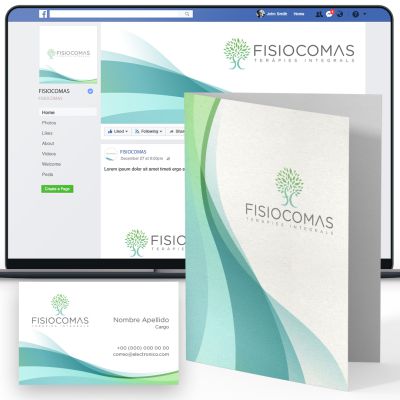 FISIOCOMAS
John Smith
Home
FISIOCOMAS
TERÀPIES INTEGRALS
FISIOCOMAS
TERÀPIES INTEGRALS
FISIOCOMAS
FISIOCOMAS
Home
Photos
Likes
About
Videos
Welcome
Posts
Create a Page
Liked
Following
Share
FISIOCOMAS
December 27 at 8:00pm
Lorem ipsum dolor sit amet
FISIOCOMAS
TERÀPIES INTEGRALS
FISIOCOMAS
TERÀPIES INTEGRALS
Nombre Apellido
Cargo
+00 (000) 000 00 00
correo@electronico.com